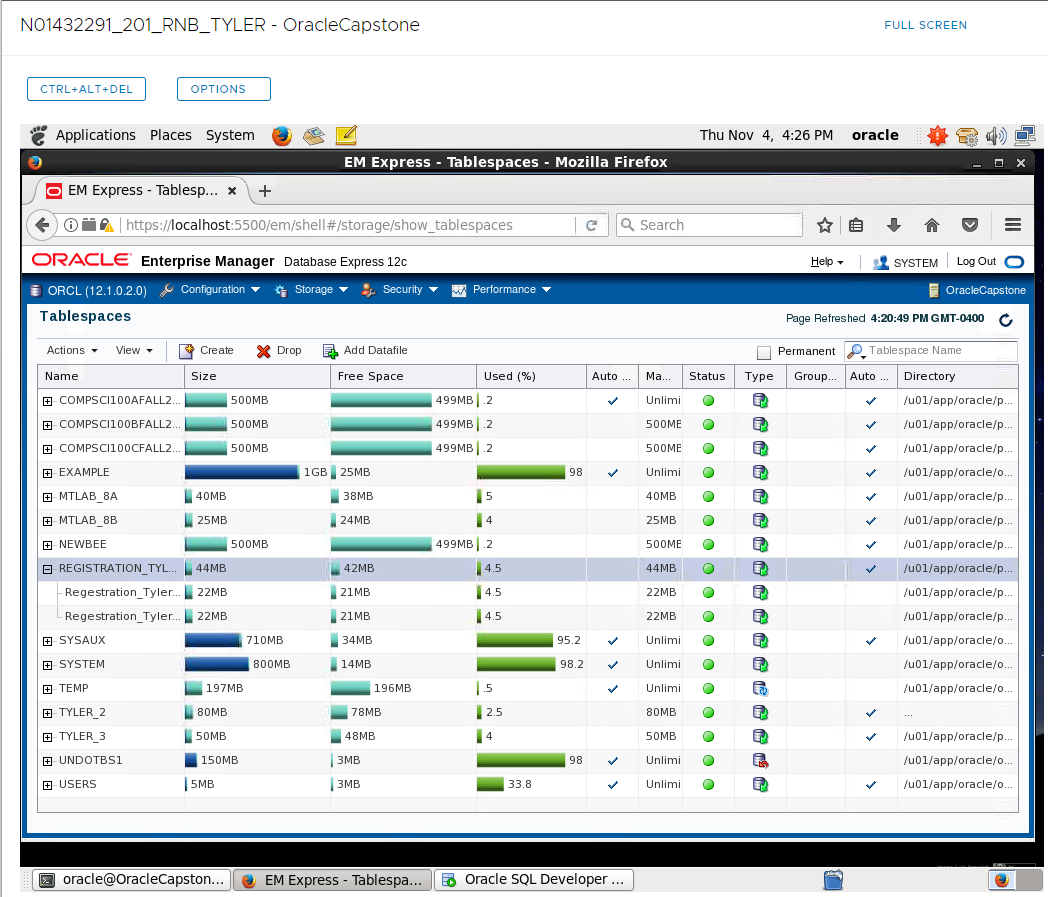 N01432291_201_RNB_TYLER - OracleCapstone FULL SCREEN
CTRL+ALT+DEL OPTIONS
Applications Places System Thu Nov 4, 4:26 PM oracle
EM Express - Tablespaces - Mozilla Firefox
EM Express - Tablesp...
https://localhost:5500/em/shell#/storage/show_tablespaces Search
ORACLE Enterprise Manager Database Express 12c Help SYSTEM Log Out
ORCL (12.1.0.2.0) Configuration Storage Security Performance OracleCapstone
Tablespaces Page Refreshed 4:20:49 PM GMT-0400
Actions View Create Drop Add Datafile Permanent Tablespace Name
Name Size Free Space Used (%) Auto ... Ma... Status Type Group... Auto ... Directory
COMPSCI100AFALL2... 500MB 499MB .2 Unlimi /u01/app/oracle/p...
COMPSCI100BFALL2... 500MB 499MB .2 500ME /u01/app/oracle/p...
COMPSCI100CFALL2... 500MB 499MB .2 500ME /u01/app/oracle/p...
EXAMPLE 1GB 25MB 98 Unlimi /u01/app/oracle/o...
MTLAB_8A 40MB 38MB 5 40MB /u01/app/oracle/p...
MTLAB_8B 25MB 24MB 4 25MB /u01/app/oracle/p...
NEWBEE 500MB 499MB .2 500ME /u01/app/oracle/p...
REGISTRATION_TYL... 44MB 42MB 4.5 44MB /u01/app/oracle/p...
Regestration_Tyler... 22MB 21MB 4.5 22MB /u01/app/oracle/p...
Regestration_Tyler... 22MB 21MB 4.5 22MB /u01/app/oracle/p...
SYSAUX 710MB 34MB 95.2 Unlimi /u01/app/oracle/o...
SYSTEM 800MB 14MB 98.2 Unlimi /u01/app/oracle/o...
TEMP 197MB 196MB .5 Unlimi /u01/app/oracle/o...
TYLER_2 80MB 78MB 2.5 80MB ...
TYLER_3 50MB 48MB 4 50MB /u01/app/oracle/p...
UNDOTBS1 150MB 3MB 98 Unlimi /u01/app/oracle/o...
USERS 5MB 3MB 33.8 Unlimi /u01/app/oracle/o...
oracle@OracleCapston... EM Express - Tablespa... Oracle SQL Developer ...